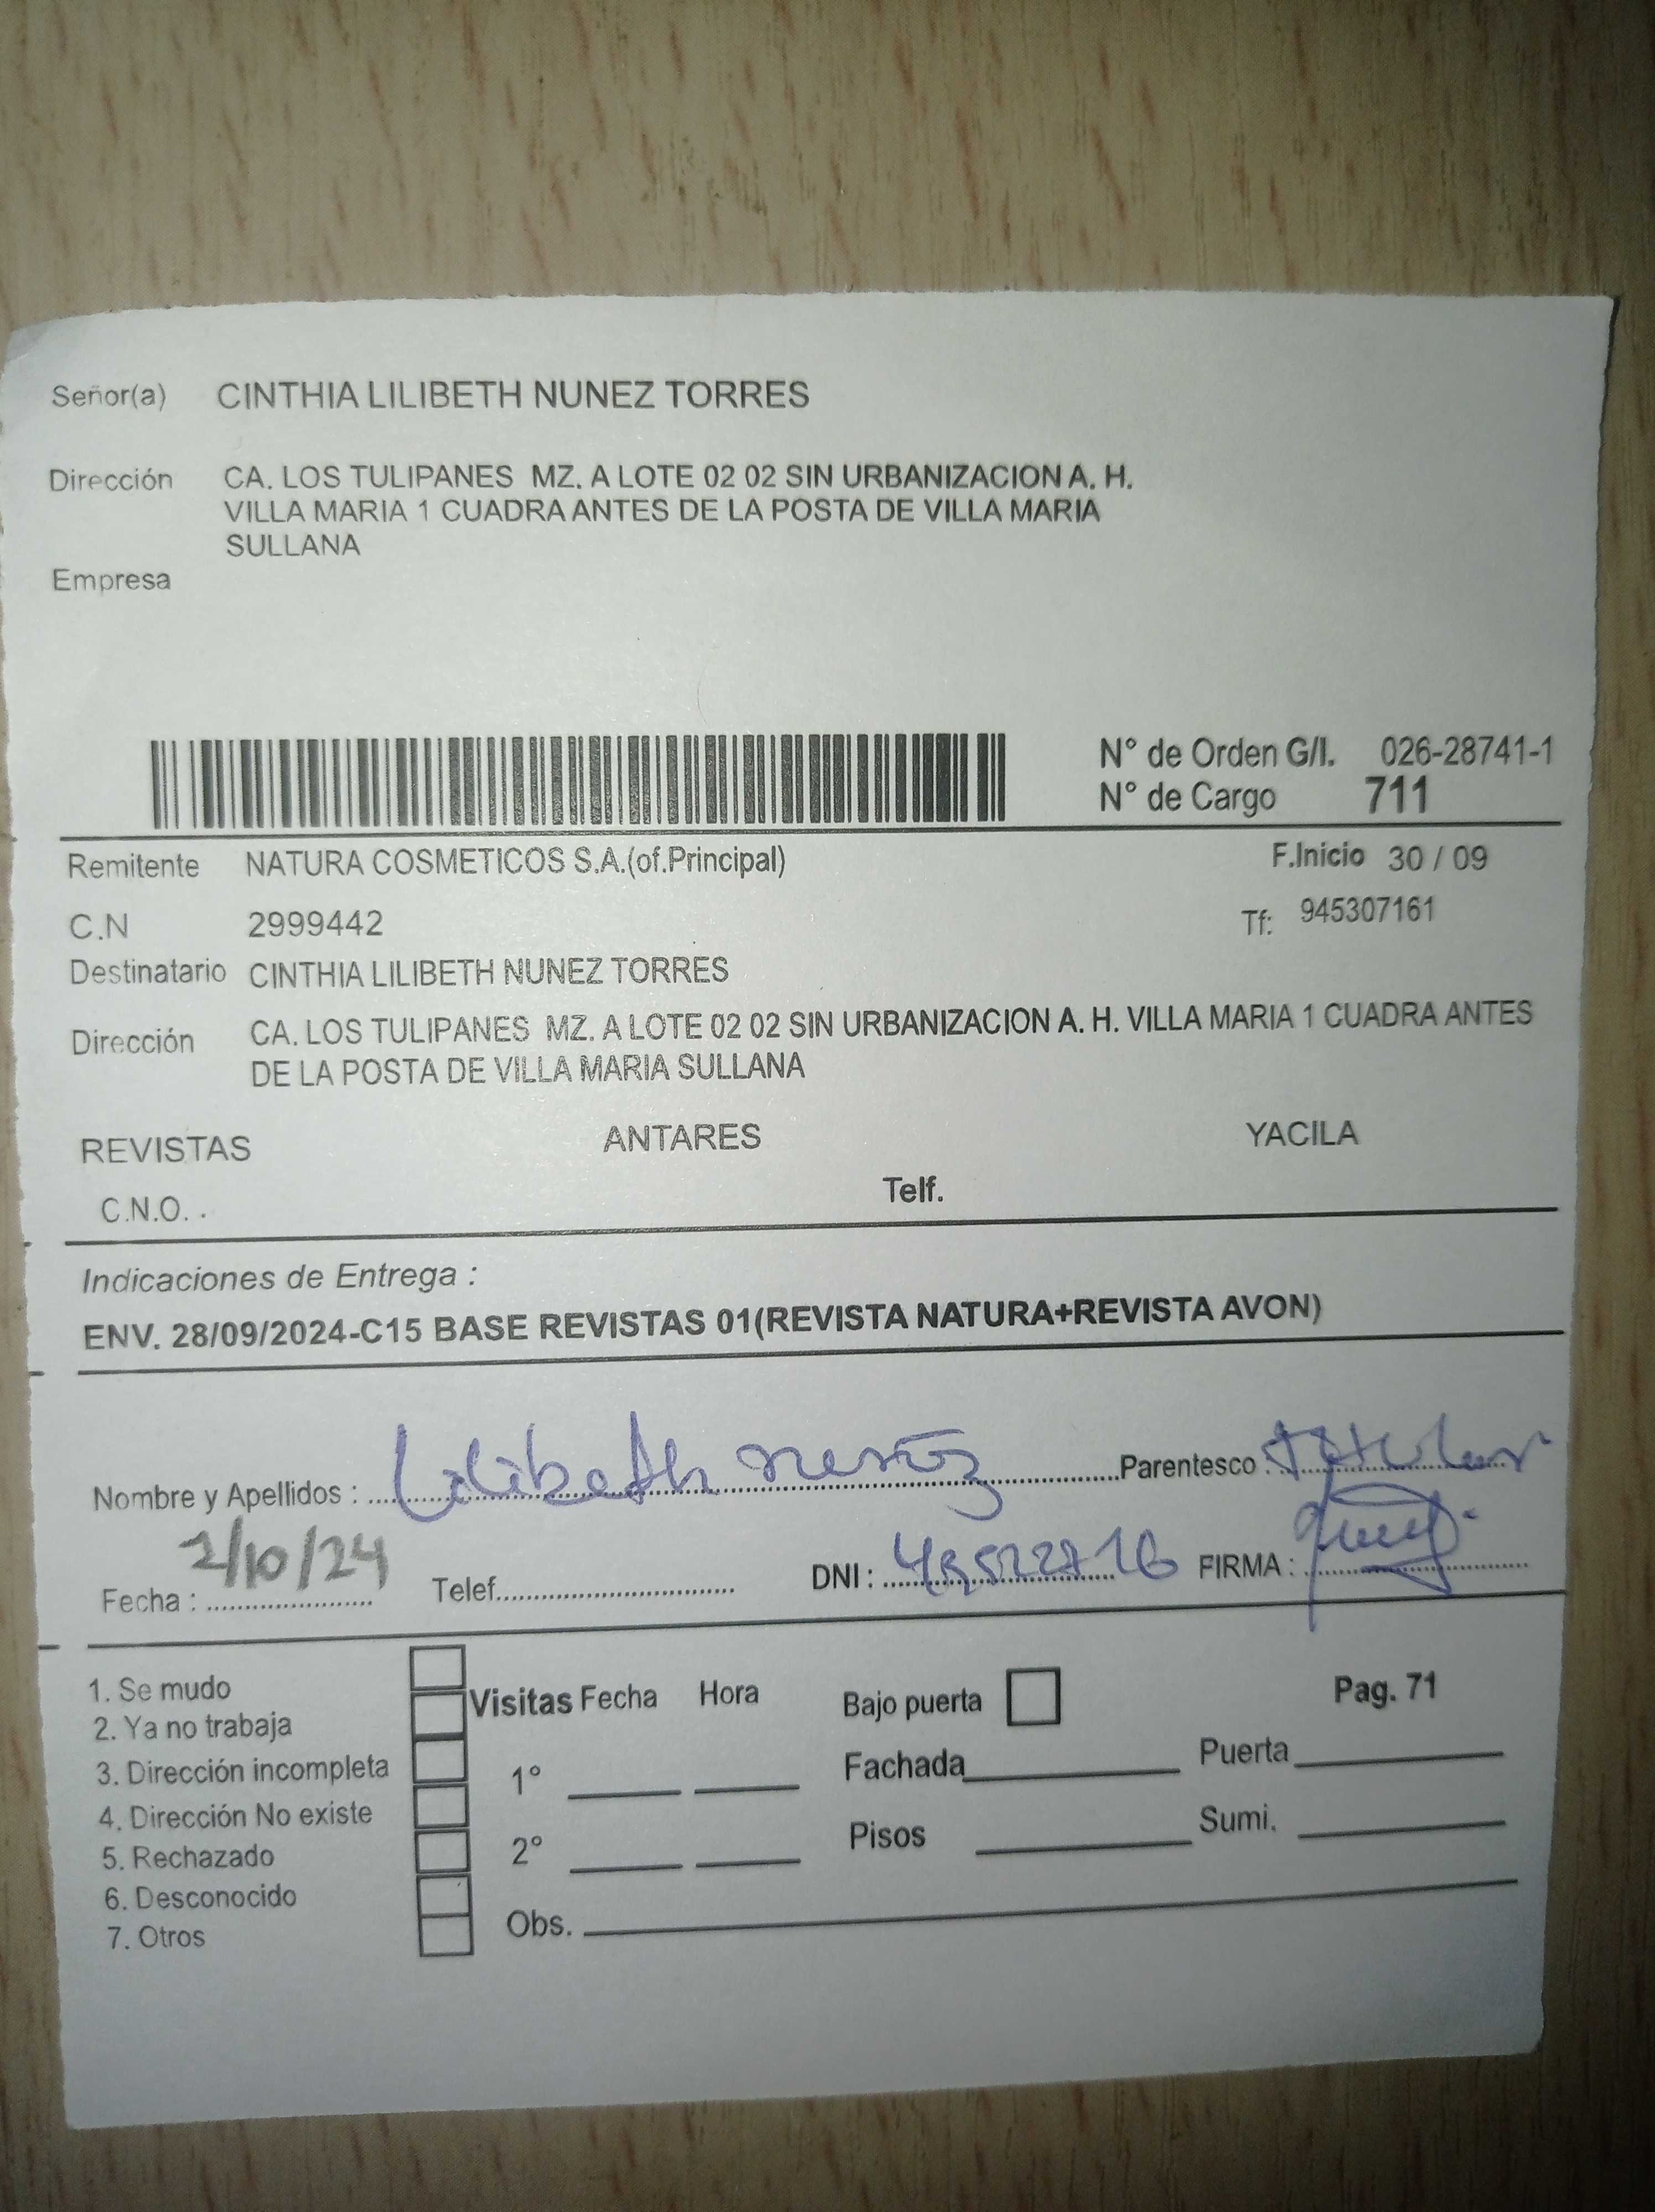 Señor(a) CINTHIA LILIBETH NUNEZ TORRES
Dirección CA. LOS TULIPANES MZ. A LOTE 02 02 SIN URBANIZACION A. H.
VILLA MARIA 1 CUADRA ANTES DE LA POSTA DE VILLA MARIA
SULLANA
Empresa
N° de Orden G/I. 026-28741-1
N° de Cargo 711
Remitente NATURA COSMETICOS S.A.(of.Principal) F.Inicio 30 / 09
C.N 2999442 Tf: 945307161
Destinatario CINTHIA LILIBETH NUNEZ TORRES
Dirección CA. LOS TULIPANES MZ. A LOTE 02 02 SIN URBANIZACION A. H. VILLA MARIA 1 CUADRA ANTES
DE LA POSTA DE VILLA MARIA SULLANA
REVISTAS ANTARES YACILA
C.N.O. . Telf.
Indicaciones de Entrega :
ENV. 28/09/2024-C15 BASE REVISTAS 01(REVISTA NATURA+REVISTA AVON)
Nombre y Apellidos : Lilibeth Parentesco : titular
Fecha : Telef. DNI : FIRMA :
1. Se mudo
2. Ya no trabaja
3. Dirección incompleta
4. Dirección No existe
5. Rechazado
6. Desconocido
7. Otros
Visitas Fecha Hora
1°
2°
Obs.
Bajo puerta Pag. 71
Fachada Puerta
Pisos Sumi.